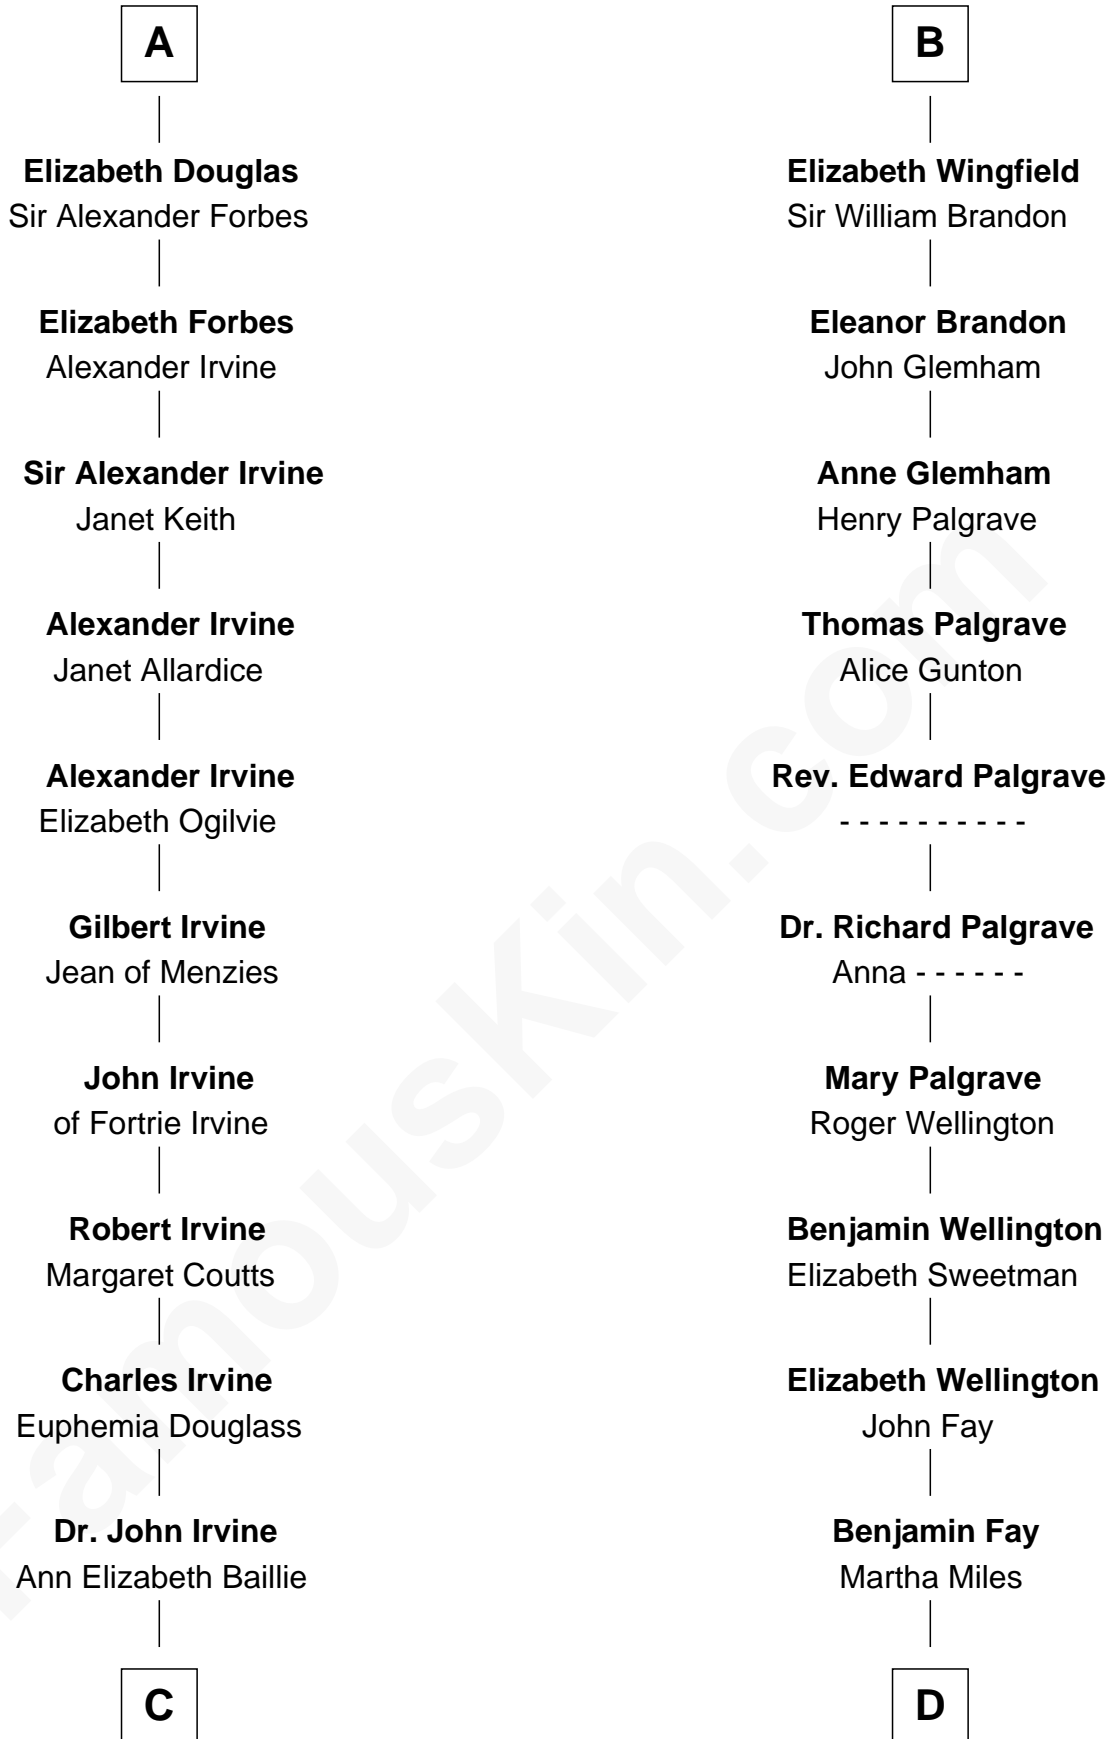 A
Elizabeth Douglas
Sir Alexander Forbes
Elizabeth Forbes
Alexander Irvine
Sir Alexander Irvine
Janet Keith
Alexander Irvine
Janet Allardice
Alexander Irvine
Elizabeth Ogilvie
Gilbert Irvine
Jean of Menzies
John Irvine
of Fortrie Irvine
Robert Irvine
Margaret Coutts
Charles Irvine
Euphemia Douglass
Dr. John Irvine
Ann Elizabeth Baillie
C
B
Elizabeth Wingfield
Sir William Brandon
Eleanor Brandon
John Glemham
Anne Glemham
Henry Palgrave
Thomas Palgrave
Alice Gunton
Rev. Edward Palgrave
- - - - - - - - - -
Dr. Richard Palgrave
Anna - - - - - -
Mary Palgrave
Roger Wellington
Benjamin Wellington
Elizabeth Sweetman
Elizabeth Wellington
John Fay
Benjamin Fay
Martha Miles
D
FamousKin.com